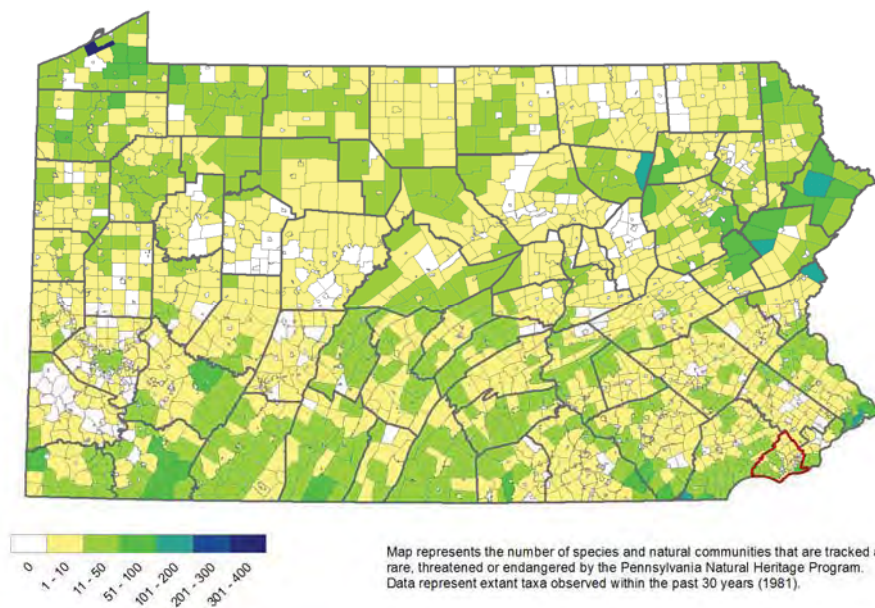 0
1 - 10
11 - 50
51 - 100
101 - 200
201 - 300
301 - 400
Map represents the number of species and natural communities that are tracked
rare, threatened or endangered by the Pennsylvania Natural Heritage Program.
Data represent extant taxa observed within the past 30 years (1981).